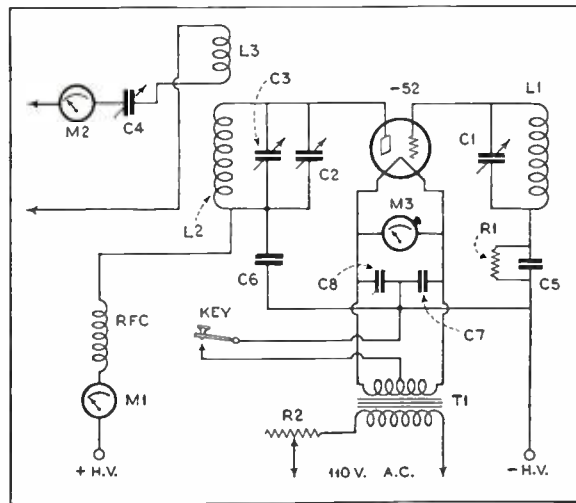 L3
C3
-52
L1
M2
C4
C2
C1
M3
L2
R1
C6
C8
C5
C7
RFC
KEY
M1
R2
T1
+ H.V.
110 V. A.C.
- H.V.